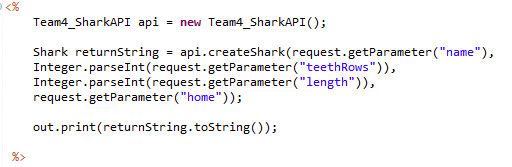 <%
Team4_SharkAPI api = new Team4_SharkAPI();
Shark returnString = api.createShark(request.getParameter("name"),
Integer.parseInt(request.getParameter("teethRows")),
Integer.parseInt(request.getParameter("length")),
request.getParameter("home"));
out.print(returnString.toString());
%>